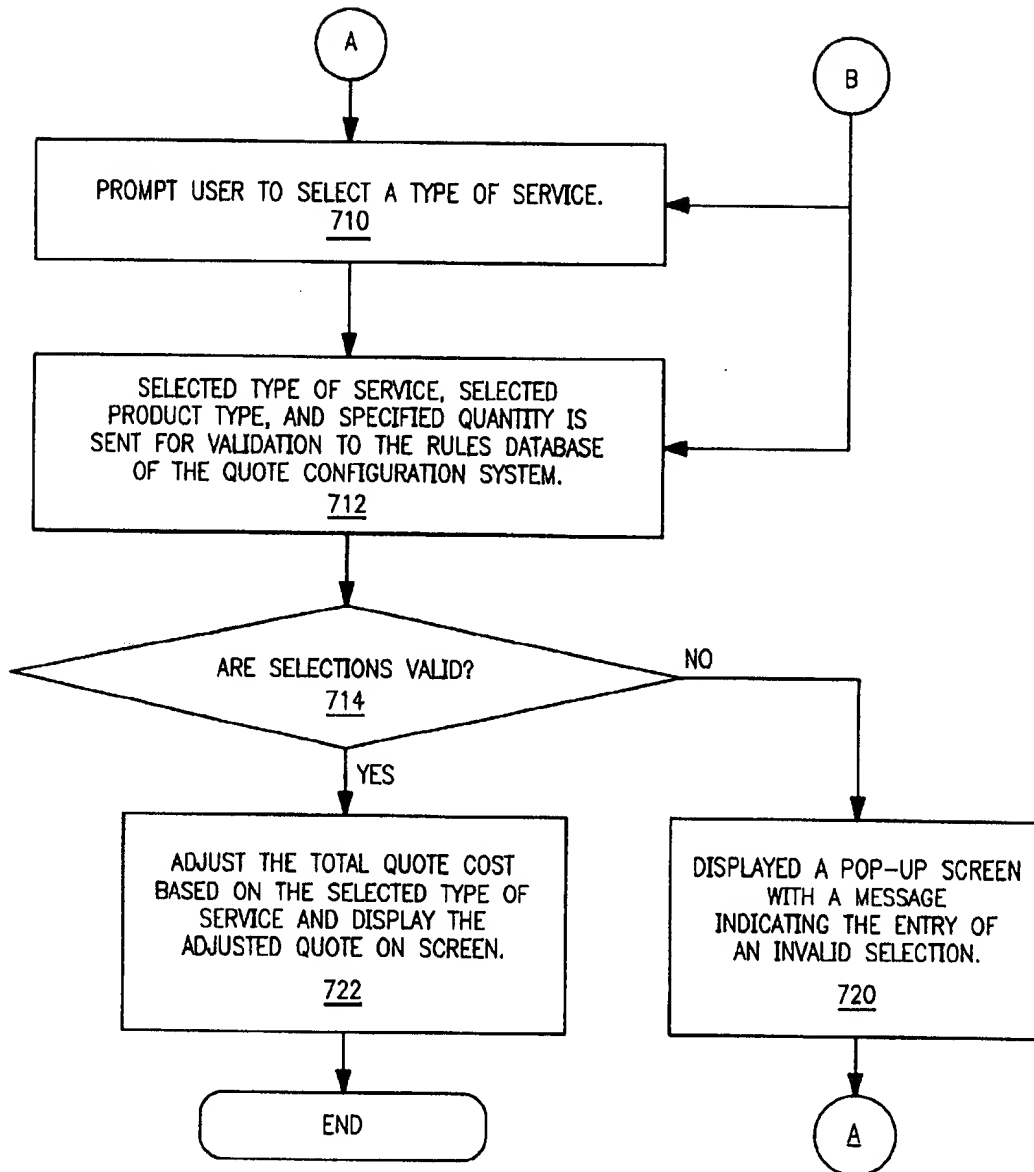 A
B
PROMPT USER TO SELECT A TYPE OF SERVICE.
710
SELECTED TYPE OF SERVICE, SELECTED
PRODUCT TYPE, AND SPECIFIED QUANTITY IS
SENT FOR VALIDATION TO THE RULES DATABASE
OF THE QUOTE CONFIGURATION SYSTEM.
712
ARE SELECTIONS VALID?
714
NO
YES
ADJUST THE TOTAL QUOTE COST
BASED ON THE SELECTED TYPE OF
SERVICE AND DISPLAY THE
ADJUSTED QUOTE ON SCREEN.
722
DISPLAYED A POP-UP SCREEN
WITH A MESSAGE
INDICATING THE ENTRY OF
AN INVALID SELECTION.
720
END
A